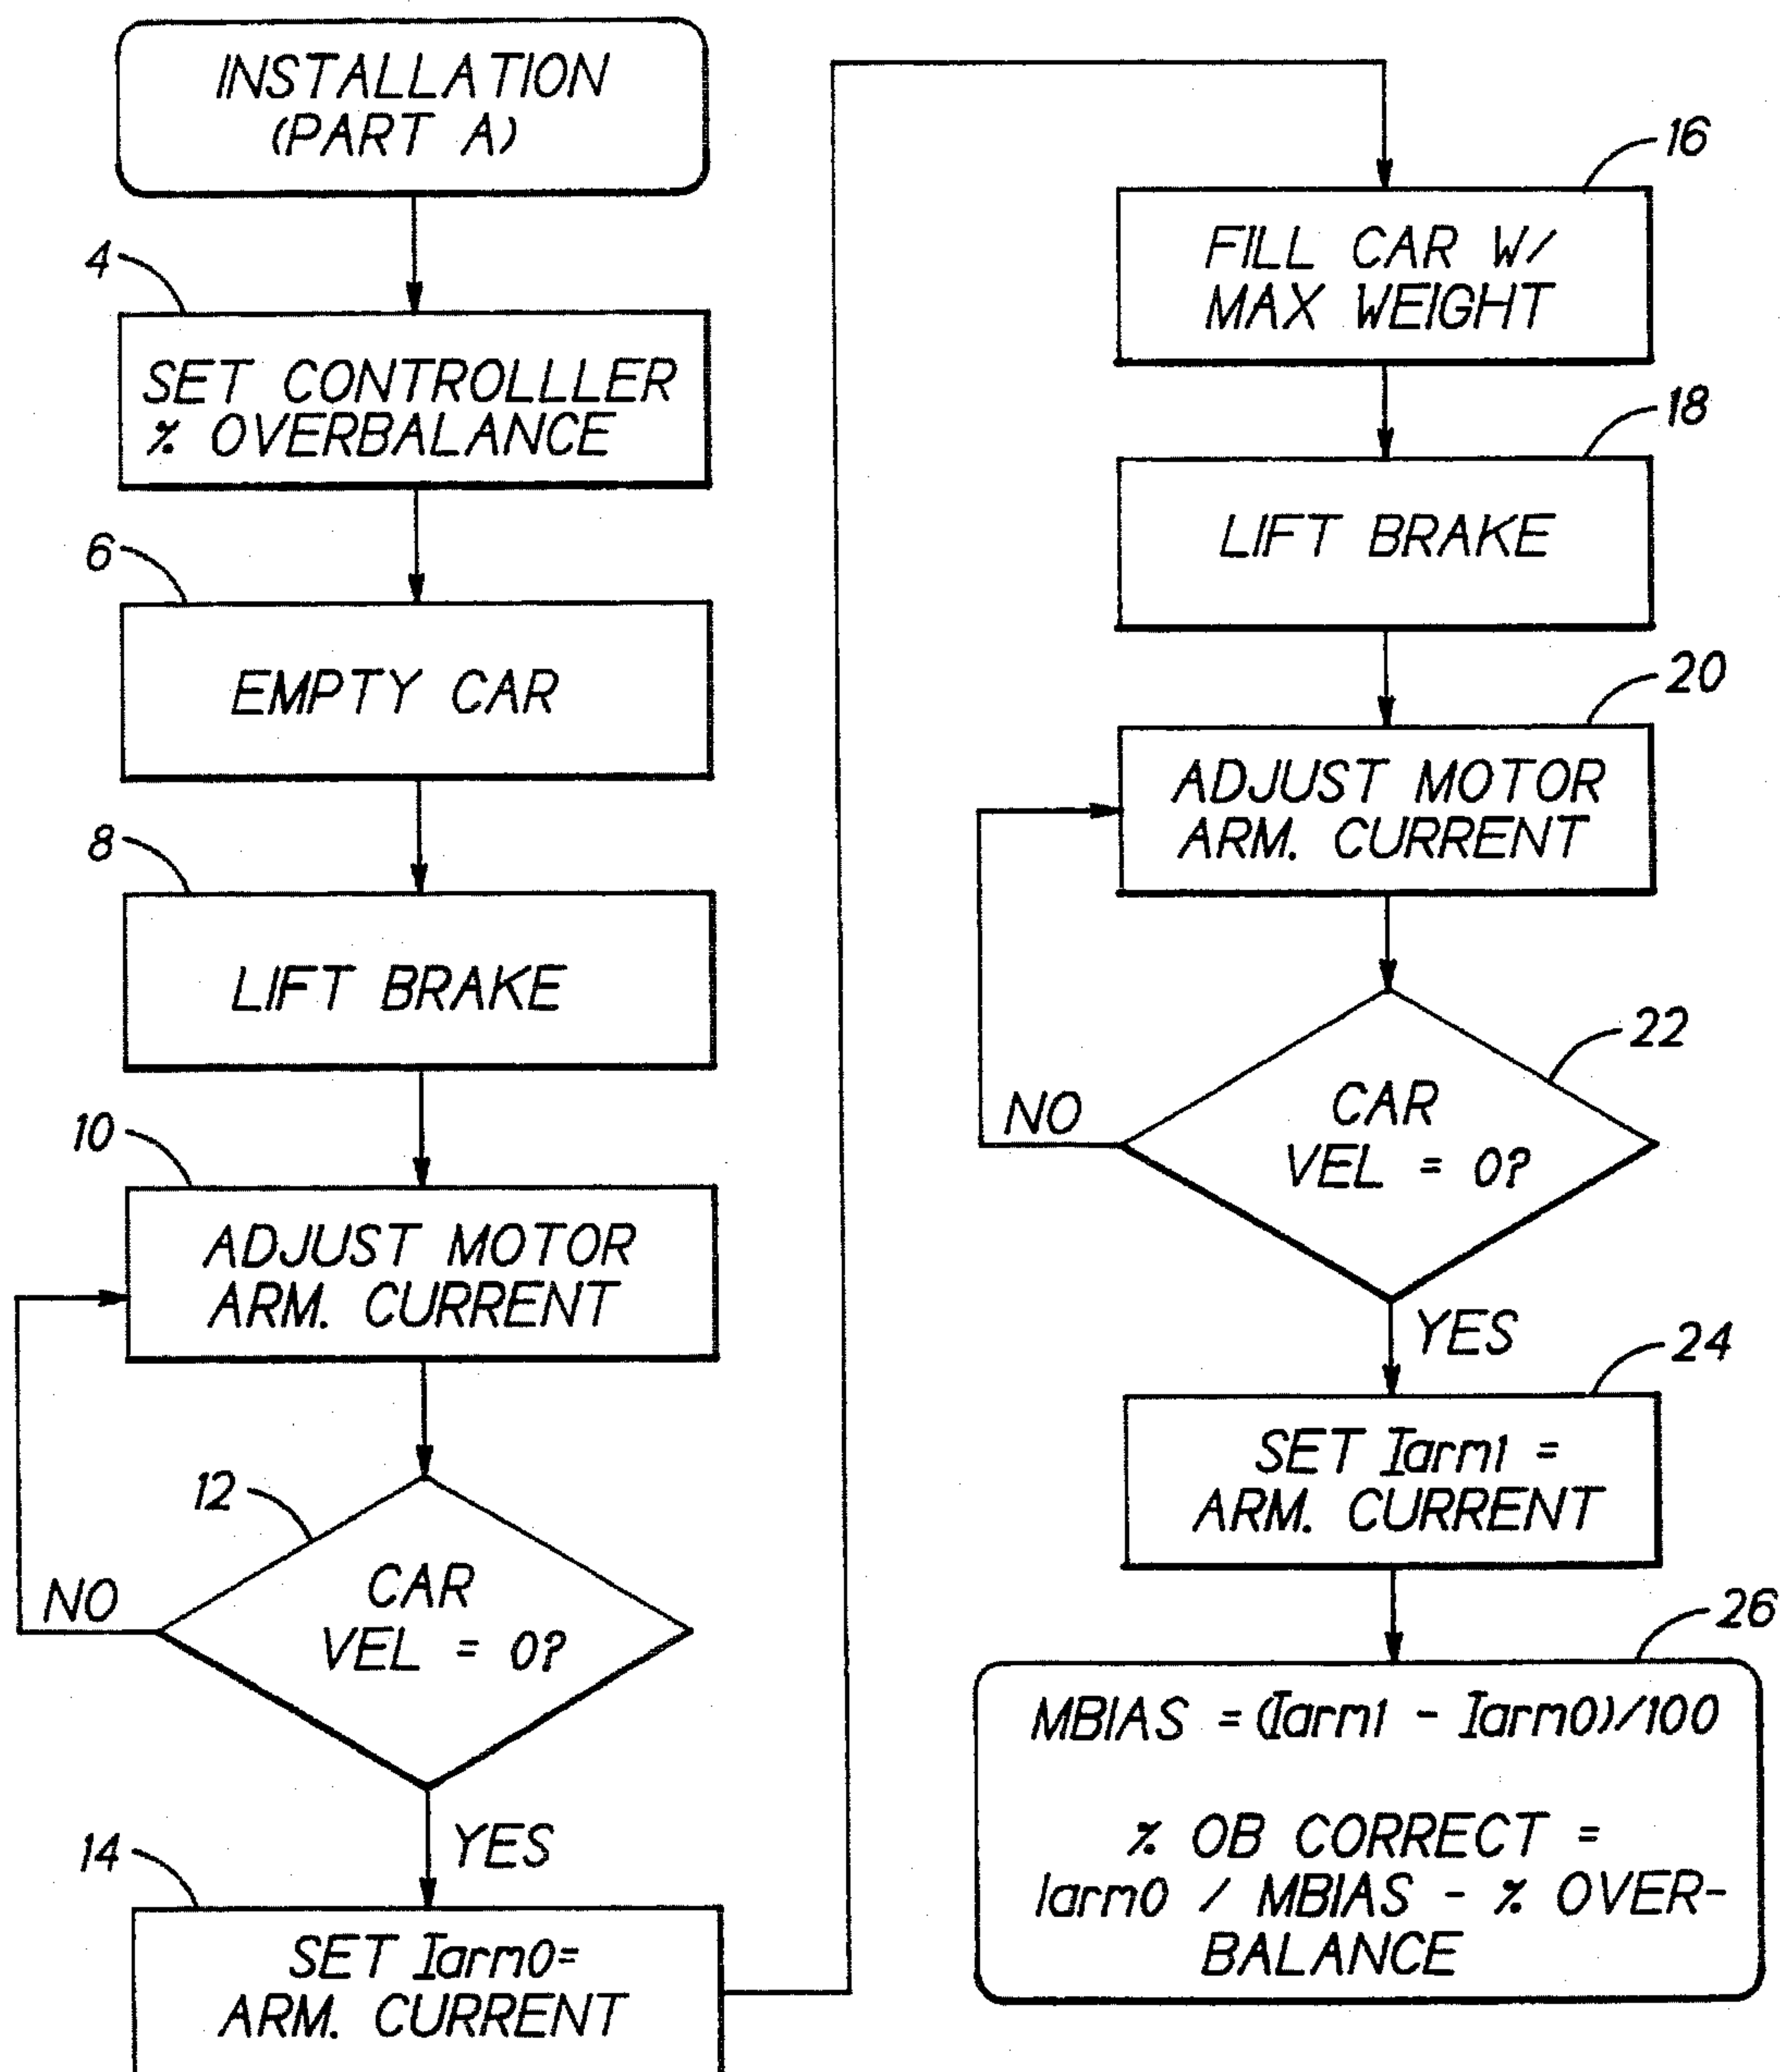 INSTALLATION
(PART A)
4
SET CONTROLLLER
% OVERBALANCE
6
EMPTY CAR
8
LIFT BRAKE
10
ADJUST MOTOR
ARM. CURRENT
12
CAR
VEL = 0?
NO
YES
14
SET Iarm0=
ARM. CURRENT
16
FILL CAR W/
MAX WEIGHT
18
LIFT BRAKE
20
ADJUST MOTOR
ARM. CURRENT
22
CAR
VEL = 0?
NO
YES
24
SET Iarm1 =
ARM. CURRENT
26
MBIAS = (Iarm1 - Iarm0)/100
% OB CORRECT =
Iarm0 / MBIAS - % OVER-
BALANCE